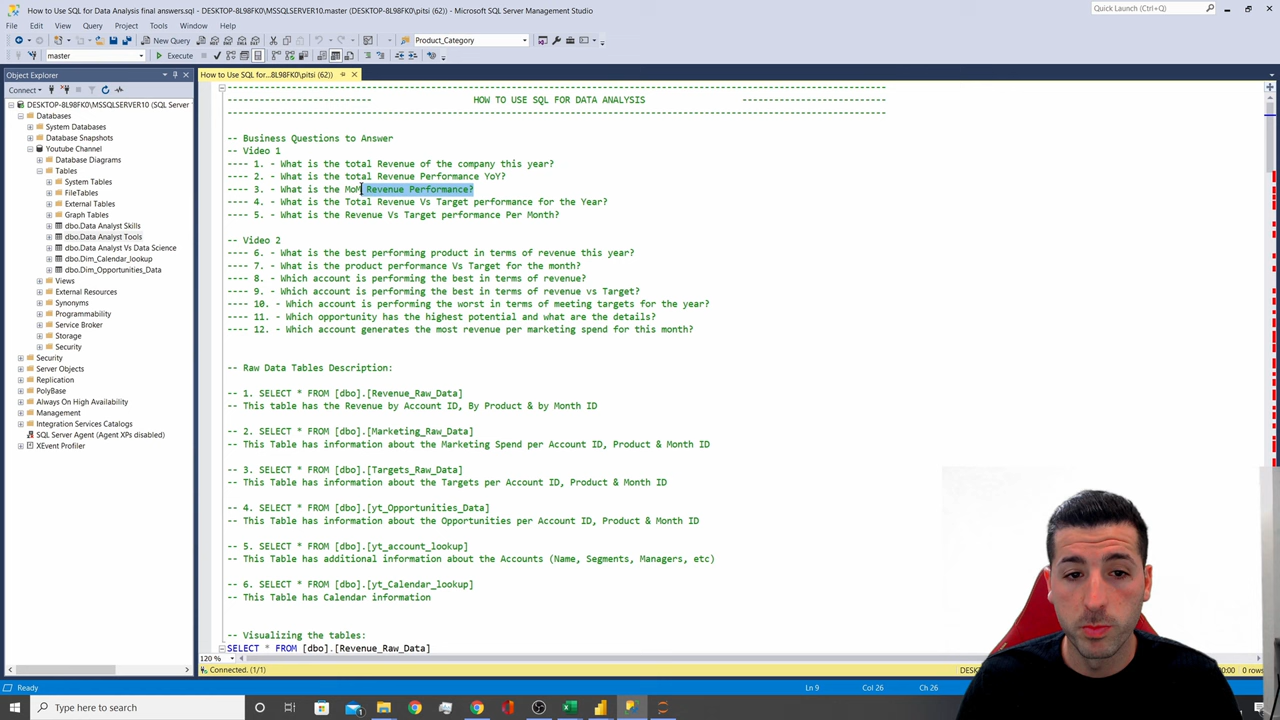 How to Use SQL for Data Analysis final answers.sql - DESKTOP-8L98FK0\MSSQLSERVER10.master (DESKTOP-8L98FK0\pitsi (62)) - Microsoft SQL Server Management Studio
Quick Launch (Ctrl+Q)
File Edit View Query Project Tools Window Help
New Query
Product_Category
master
Execute
Object Explorer
How to Use SQL for...8L98FK0\pitsi (62))
Connect
DESKTOP-8L98FK0\MSSQLSERVER10 (SQL Server
Databases
System Databases
Database Snapshots
Youtube Channel
Database Diagrams
Tables
System Tables
FileTables
External Tables
Graph Tables
dbo.Data Analyst Skills
dbo.Data Analyst Tools
dbo.Data Analyst Vs Data Science
dbo.Dim_Calendar_lookup
dbo.Dim_Opportunities_Data
Views
External Resources
Synonyms
Programmability
Service Broker
Storage
Security
Security
Server Objects
Replication
PolyBase
Always On High Availability
Management
Integration Services Catalogs
SQL Server Agent (Agent XPs disabled)
XEvent Profiler
HOW TO USE SQL FOR DATA ANALYSIS
-- Business Questions to Answer
-- Video 1
---- 1. - What is the total Revenue of the company this year?
---- 2. - What is the total Revenue Performance YoY?
---- 3. - What is the MoM Revenue Performance?
---- 4. - What is the Total Revenue Vs Target performance for the Year?
---- 5. - What is the Revenue Vs Target performance Per Month?
-- Video 2
---- 6. - What is the best performing product in terms of revenue this year?
---- 7. - What is the product performance Vs Target for the month?
---- 8. - Which account is performing the best in terms of revenue?
---- 9. - Which account is performing the best in terms of revenue vs Target?
---- 10. - Which account is performing the worst in terms of meeting targets for the year?
---- 11. - Which opportunity has the highest potential and what are the details?
---- 12. - Which account generates the most revenue per marketing spend for this month?
-- Raw Data Tables Description:
-- 1. SELECT * FROM [dbo].[Revenue_Raw_Data]
-- This table has the Revenue by Account ID, By Product & by Month ID
-- 2. SELECT * FROM [dbo].[Marketing_Raw_Data]
-- This Table has information about the Marketing Spend per Account ID, Product & Month ID
-- 3. SELECT * FROM [dbo].[Targets_Raw_Data]
-- This Table has information about the Targets per Account ID, Product & Month ID
-- 4. SELECT * FROM [dbo].[yt_Opportunities_Data]
-- This Table has information about the Opportunities per Account ID, Product & Month ID
-- 5. SELECT * FROM [dbo].[yt_account_lookup]
-- This Table has additional information about the Accounts (Name, Segments, Managers, etc)
-- 6. SELECT * FROM [dbo].[yt_Calendar_lookup]
-- This Table has Calendar information
-- Visualizing the tables:
SELECT * FROM [dbo].[Revenue_Raw_Data]
120 %
Connected. (1/1)
0 rows
Ready
Ln 9
Col 26
Ch 26
Type here to search